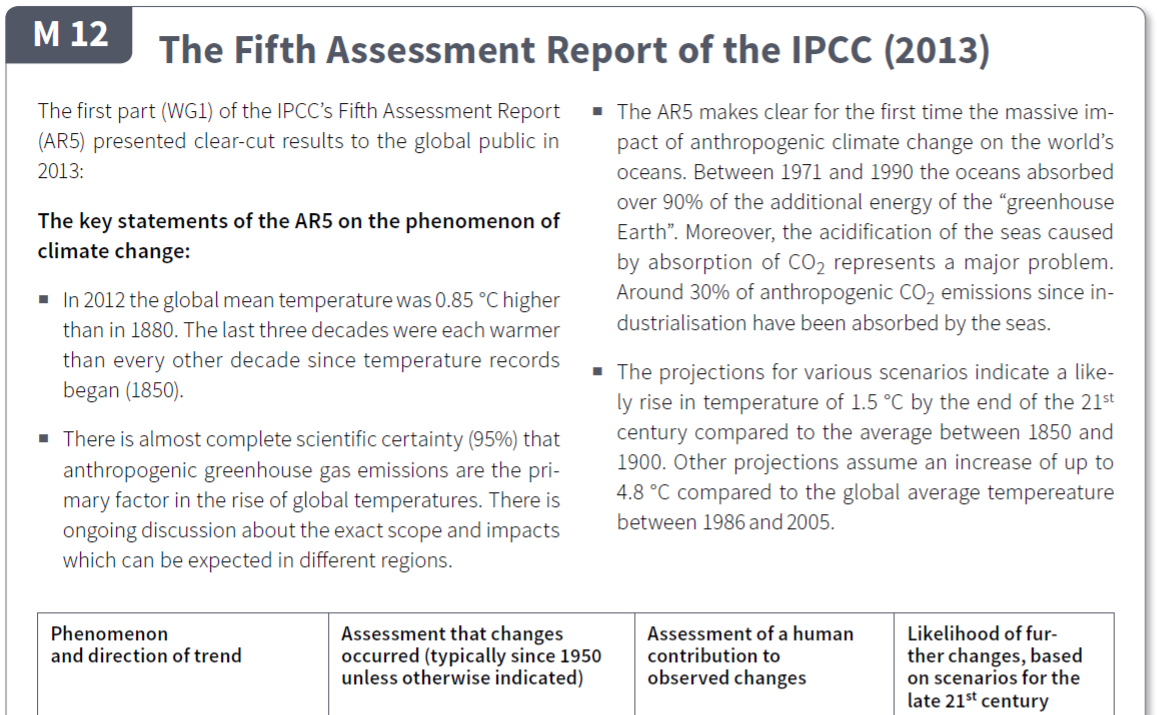 M 12
The Fifth Assessment Report of the IPCC (2013)
The first part (WG1) of the IPCC’s Fifth Assessment Report
(AR5) presented clear-cut results to the global public in
2013:
The key statements of the AR5 on the phenomenon of
climate change:
▪ In 2012 the global mean temperature was 0.85 °C higher
than in 1880. The last three decades were each warmer
than every other decade since temperature records
began (1850).
▪ There is almost complete scientific certainty (95%) that
anthropogenic greenhouse gas emissions are the pri-
mary factor in the rise of global temperatures. There is
ongoing discussion about the exact scope and impacts
which can be expected in different regions.
▪ The AR5 makes clear for the first time the massive im-
pact of anthropogenic climate change on the world’s
oceans. Between 1971 and 1990 the oceans absorbed
over 90% of the additional energy of the “greenhouse
Earth”. Moreover, the acidification of the seas caused
by absorption of CO₂ represents a major problem.
Around 30% of anthropogenic CO₂ emissions since in-
dustrialisation have been absorbed by the seas.
▪ The projections for various scenarios indicate a like-
ly rise in temperature of 1.5 °C by the end of the 21ˢᵗ
century compared to the average between 1850 and
1900. Other projections assume an increase of up to
4.8 °C compared to the global average tempereature
between 1986 and 2005.
Phenomenon
and direction of trend
Assessment that changes
occurred (typically since 1950
unless otherwise indicated)
Assessment of a human
contribution to
observed changes
Likelihood of fur-
ther changes, based
on scenarios for the
late 21ˢᵗ century